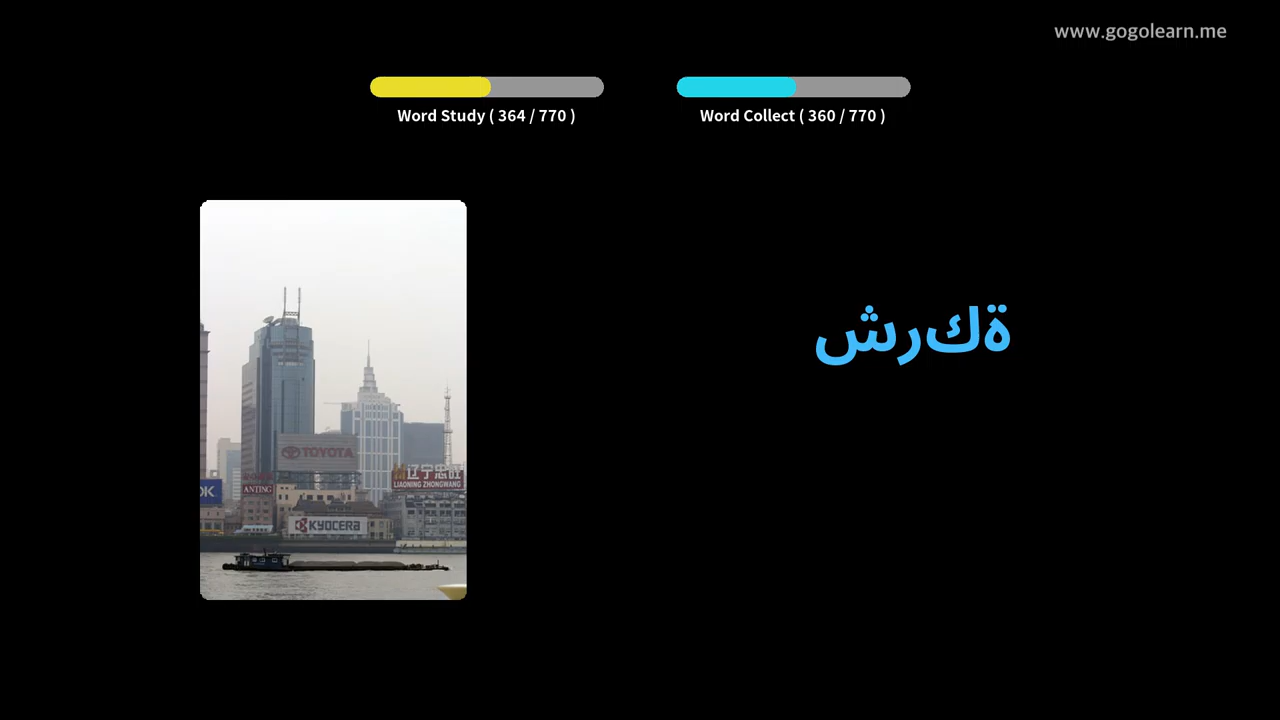 www.gogolearn.me
Word Study ( 364 / 770 )
Word Collect ( 360 / 770 )
شركة
TOYOTA
辽宁忠旺
LIAONING ZHONGWANG
OK
ANTING
KYOCERA